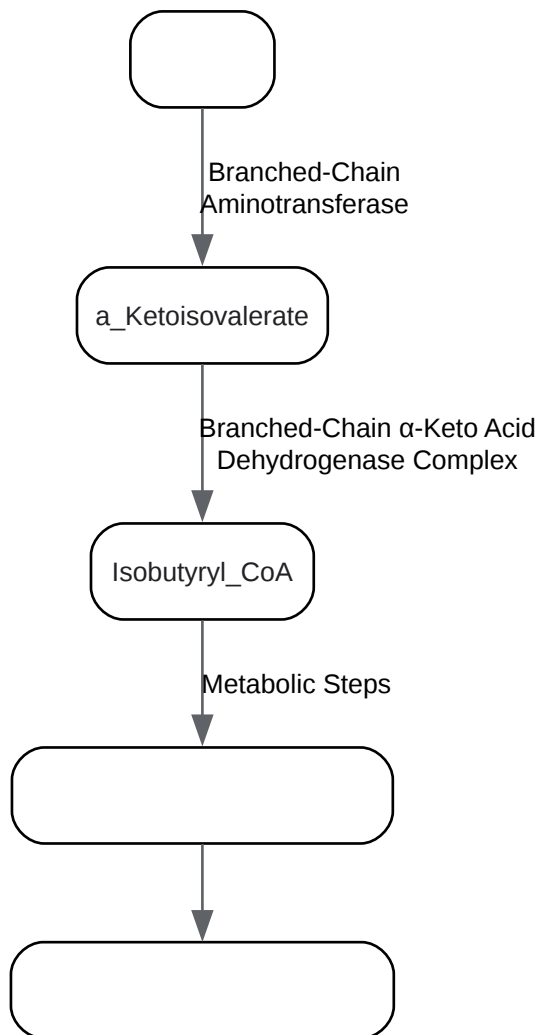 Branched-Chain
Aminotransferase
a_Ketoisovalerate
Branched-Chain α-Keto Acid
Dehydrogenase Complex
Isobutyryl_CoA
Metabolic Steps